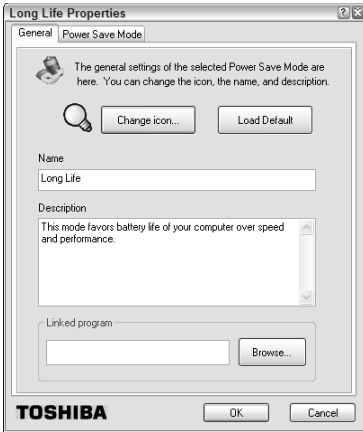 Long Life Properties
General Power Save Mode
The general settings of the selected Power Save Mode are
here. You can change the icon, the name, and description.
Change icon... Load Default
Name
Long Life
Description
This mode favors battery life of your computer over speed
and performance.
Linked program
Browse...
TOSHIBA OK Cancel